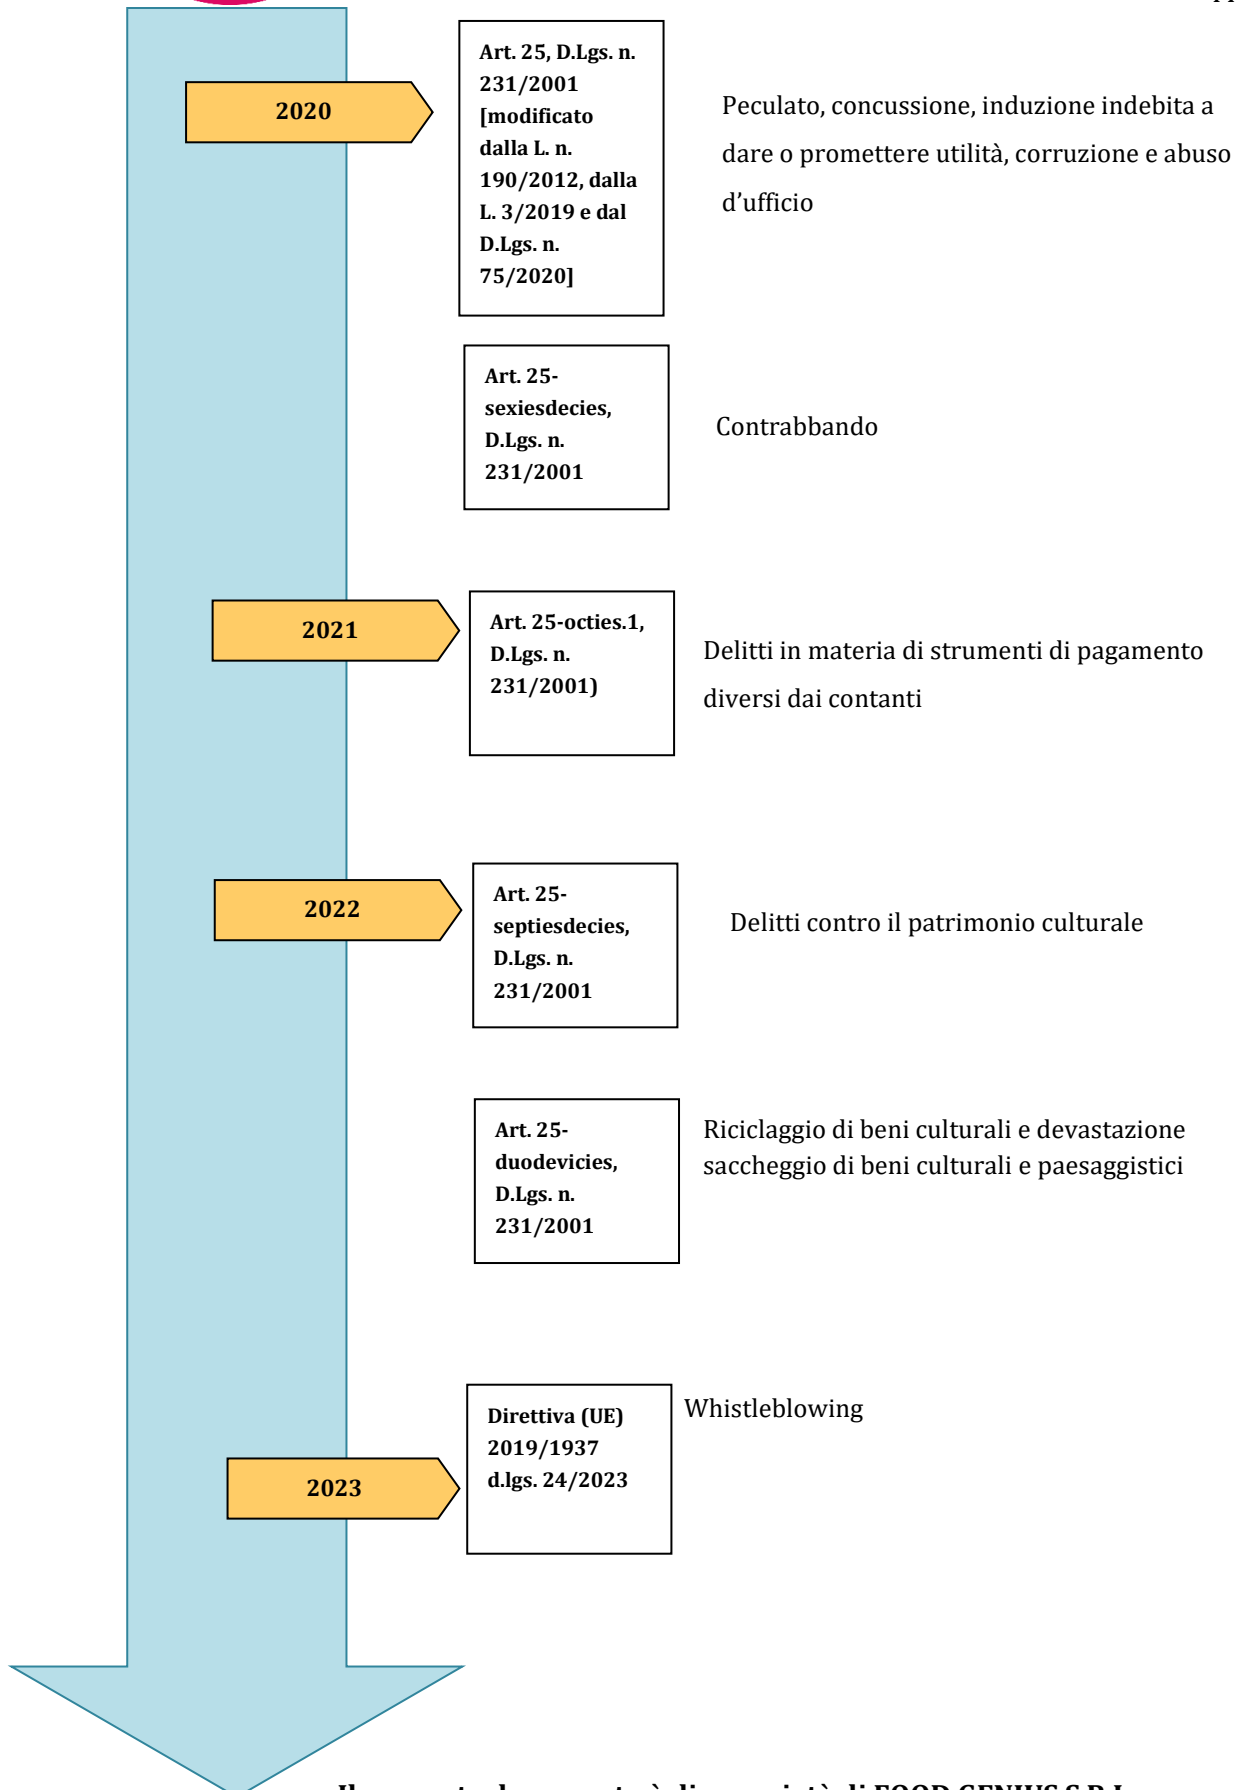 2020
Art. 25, D.Lgs. n.
231/2001
[modificato
dalla L. n.
190/2012, dalla
L. 3/2019 e dal
D.Lgs. n.
75/2020]
Peculato, concussione, induzione indebita a
dare o promettere utilità, corruzione e abuso
d’ufficio
Art. 25-
sexiesdecies,
D.Lgs. n.
231/2001
Contrabbando
2021
Art. 25-octies.1,
D.Lgs. n.
231/2001)
Delitti in materia di strumenti di pagamento
diversi dai contanti
2022
Art. 25-
septiesdecies,
D.Lgs. n.
231/2001
Delitti contro il patrimonio culturale
Art. 25-
duodevicies,
D.Lgs. n.
231/2001
Riciclaggio di beni culturali e devastazione
saccheggio di beni culturali e paesaggistici
Direttiva (UE)
2019/1937
d.lgs. 24/2023
Whistleblowing
2023